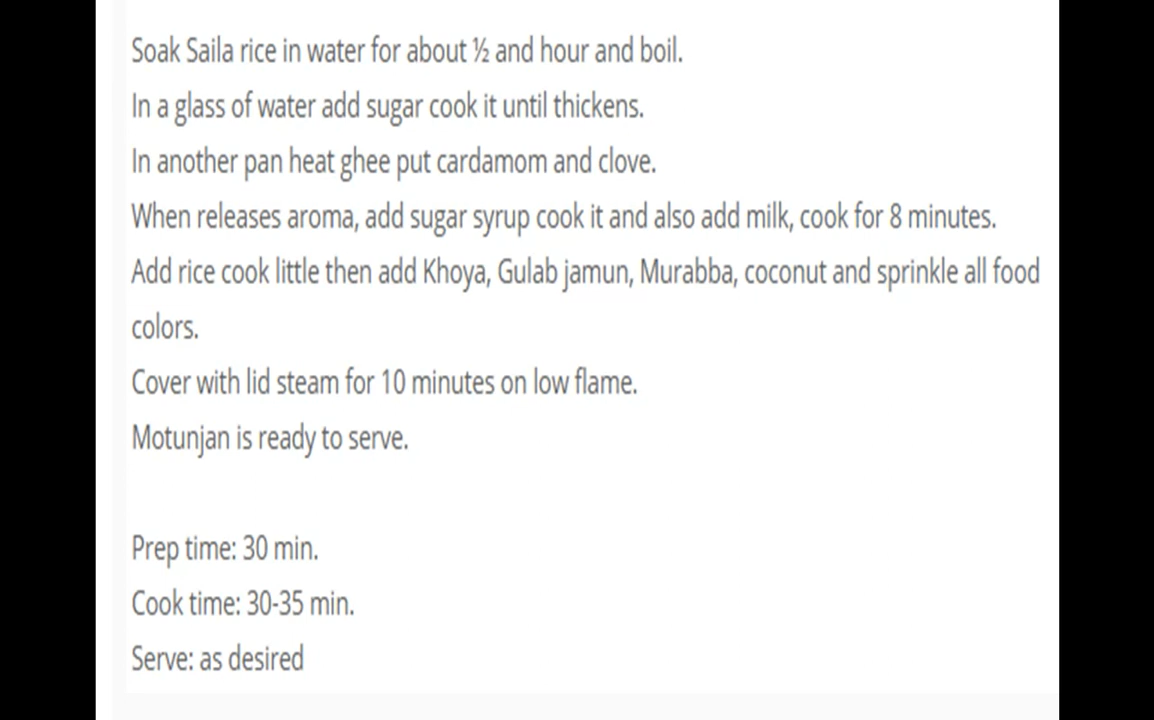 Soak Saila rice in water for about ½ and hour and boil.
In a glass of water add sugar cook it until thickens.
In another pan heat ghee put cardamom and clove.
When releases aroma, add sugar syrup cook it and also add milk, cook for 8 minutes.
Add rice cook little then add Khoya, Gulab jamun, Murabba, coconut and sprinkle all food
colors.
Cover with lid steam for 10 minutes on low flame.
Motunjan is ready to serve.
Prep time: 30 min.
Cook time: 30-35 min.
Serve: as desired